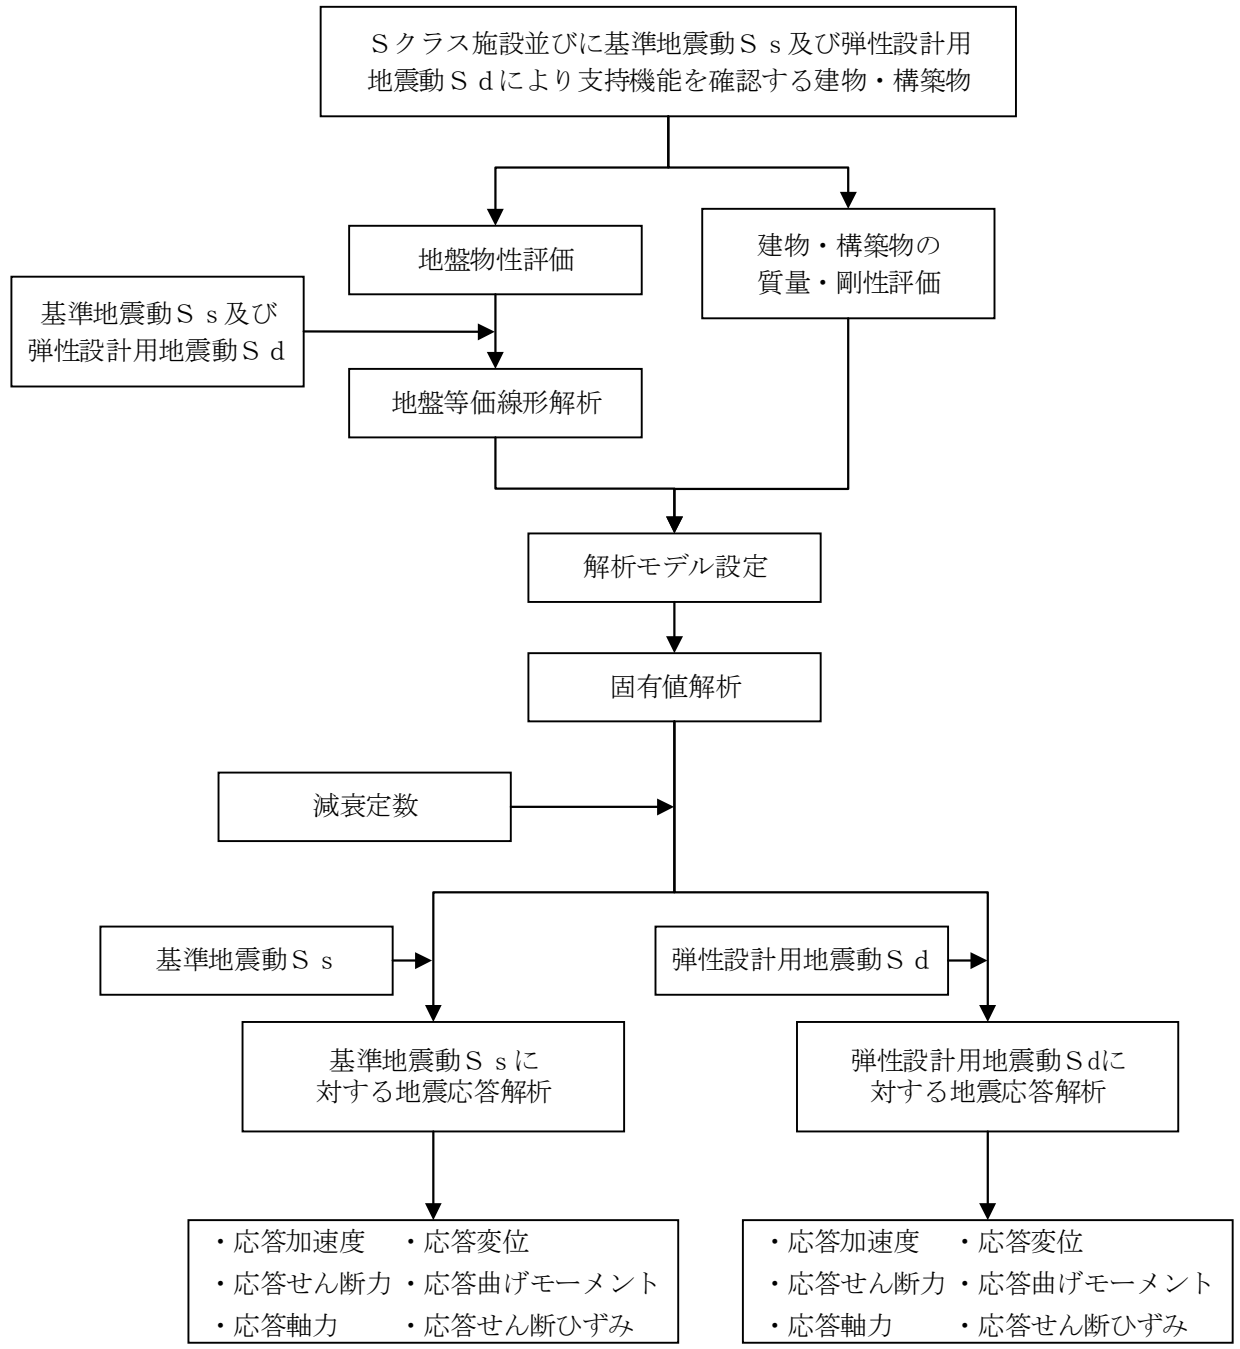 Sクラス施設並びに基準地震動Ss及び弾性設計用
地震動Sdにより支持機能を確認する建物・構築物
地盤物性評価
建物・構築物の
質量・剛性評価
基準地震動Ss及び
弾性設計用地震動Sd
地盤等価線形解析
解析モデル設定
固有値解析
減衰定数
基準地震動Ss
弾性設計用地震動Sd
基準地震動Ssに
対する地震応答解析
弾性設計用地震動Sdに
対する地震応答解析
・応答加速度 ・応答変位
・応答せん断力 ・応答曲げモーメント
・応答軸力 ・応答せん断ひずみ
・応答加速度 ・応答変位
・応答せん断力 ・応答曲げモーメント
・応答軸力 ・応答せん断ひずみ